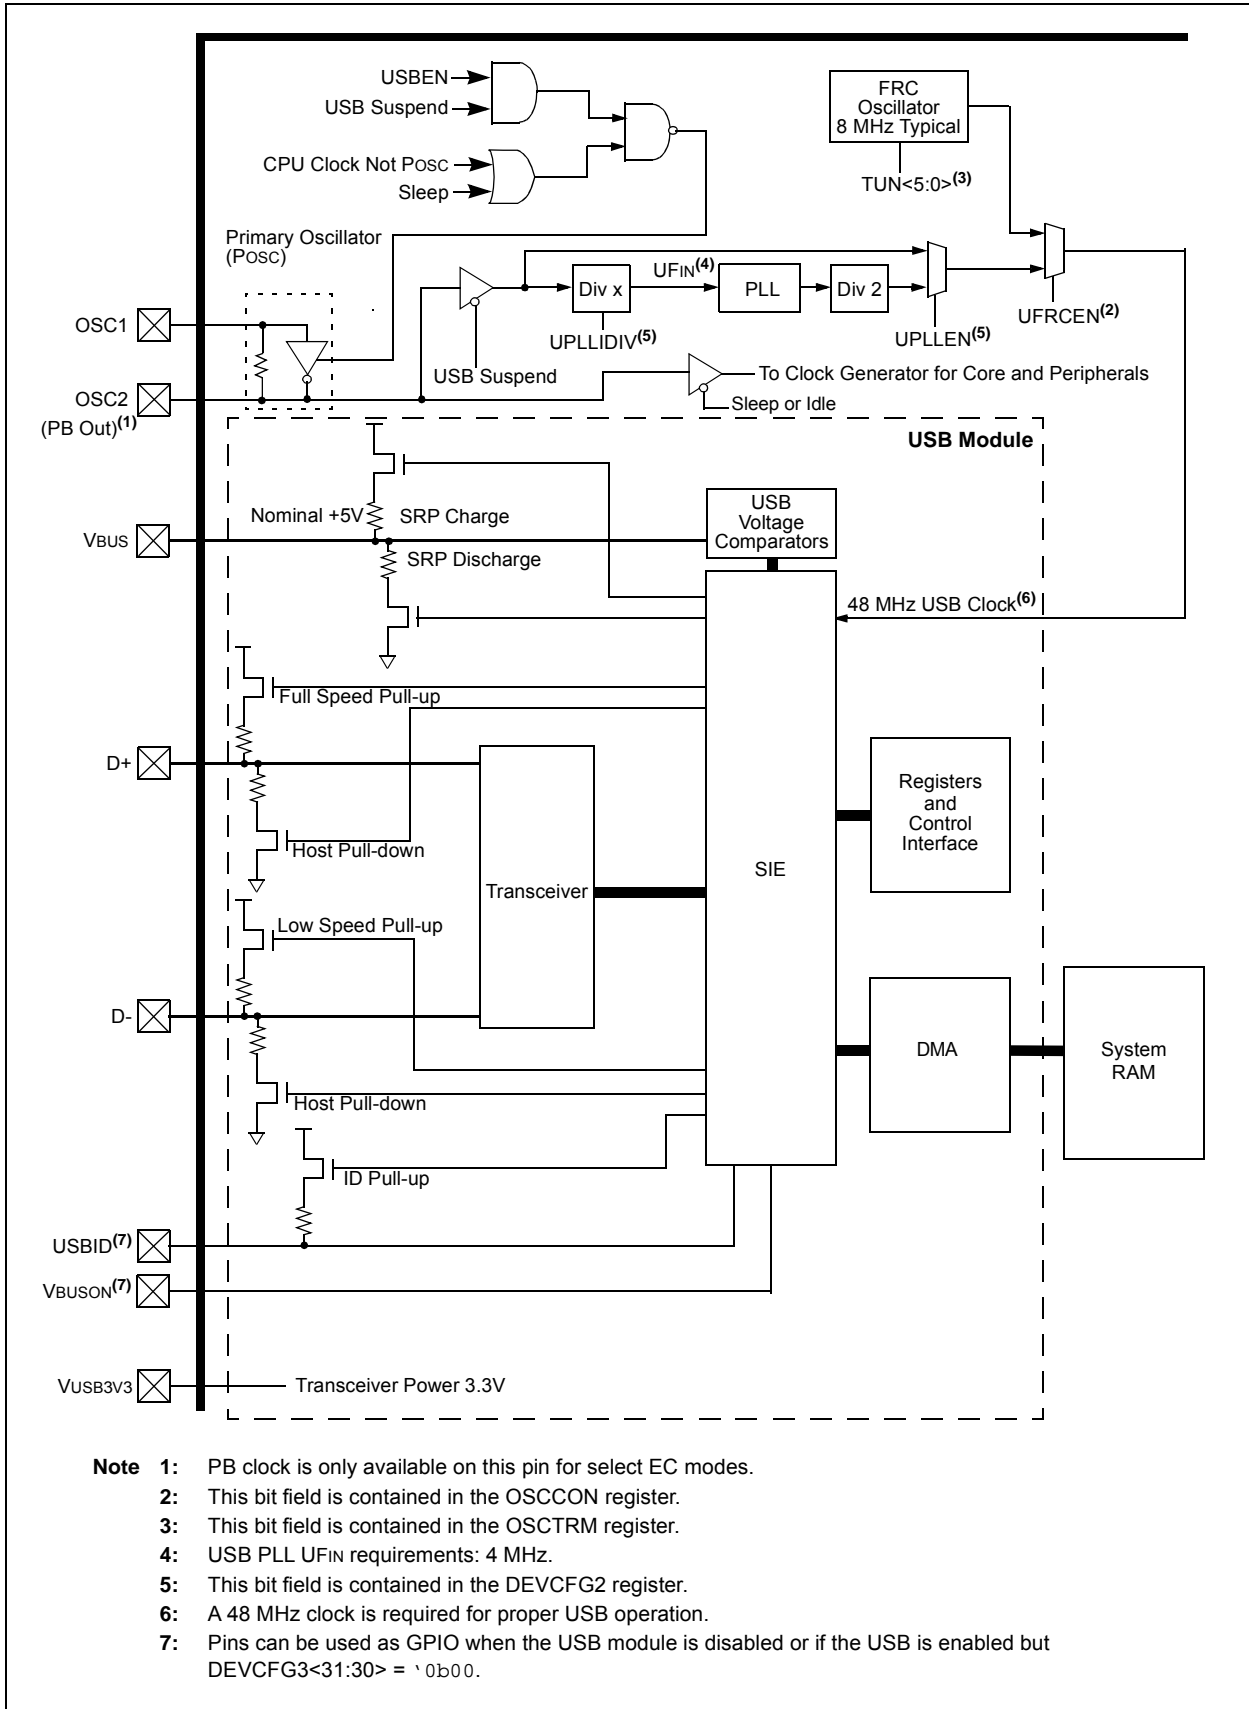 USBEN
USB Suspend
CPU Clock Not POSC
Sleep
FRC
Oscillator
8 MHz Typical
TUN<5:0>(3)
Primary Oscillator
(POSC)
UFIN(4)
Div x
PLL
Div 2
UFRCEN(2)
OSC1
UPLLIDIV(5)
UPLLEN(5)
USB Suspend
To Clock Generator for Core and Peripherals
OSC2
(PB Out)(1)
Sleep or Idle
USB Module
USB
Voltage
Comparators
Nominal +5V
SRP Charge
VBUS
SRP Discharge
48 MHz USB Clock(6)
Full Speed Pull-up
D+
Registers
and
Control
Interface
Host Pull-down
SIE
Transceiver
Low Speed Pull-up
D-
DMA
System
RAM
Host Pull-down
ID Pull-up
USBID(7)
VBUSON(7)
VUSB3V3
Transceiver Power 3.3V
Note 1: PB clock is only available on this pin for select EC modes.
2: This bit field is contained in the OSCCON register.
3: This bit field is contained in the OSCTRM register.
4: USB PLL UFIN requirements: 4 MHz.
5: This bit field is contained in the DEVCFG2 register.
6: A 48 MHz clock is required for proper USB operation.
7: Pins can be used as GPIO when the USB module is disabled or if the USB is enabled but
DEVCFG3<31:30> = ‘0b00.